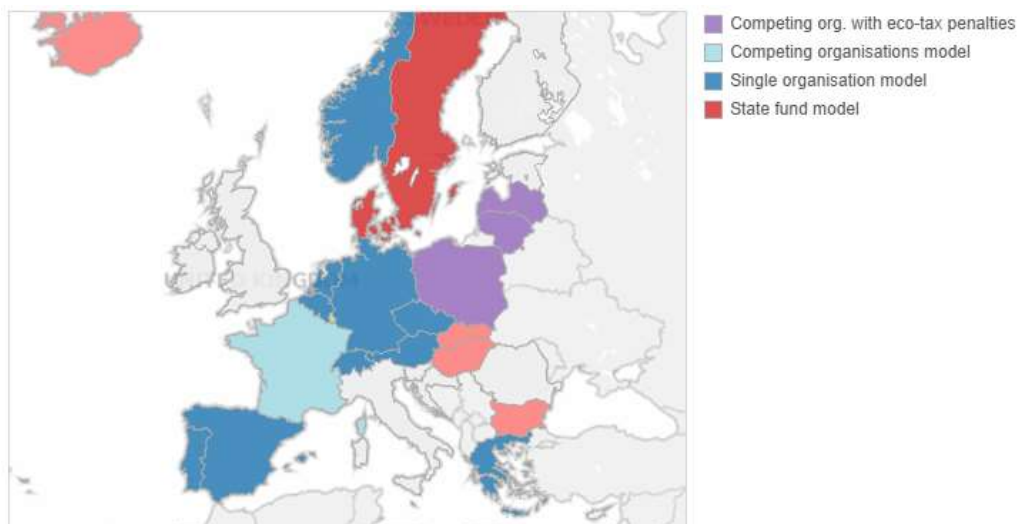 Competing org. with eco-tax penalties
Competing organisations model
Single organisation model
State fund model